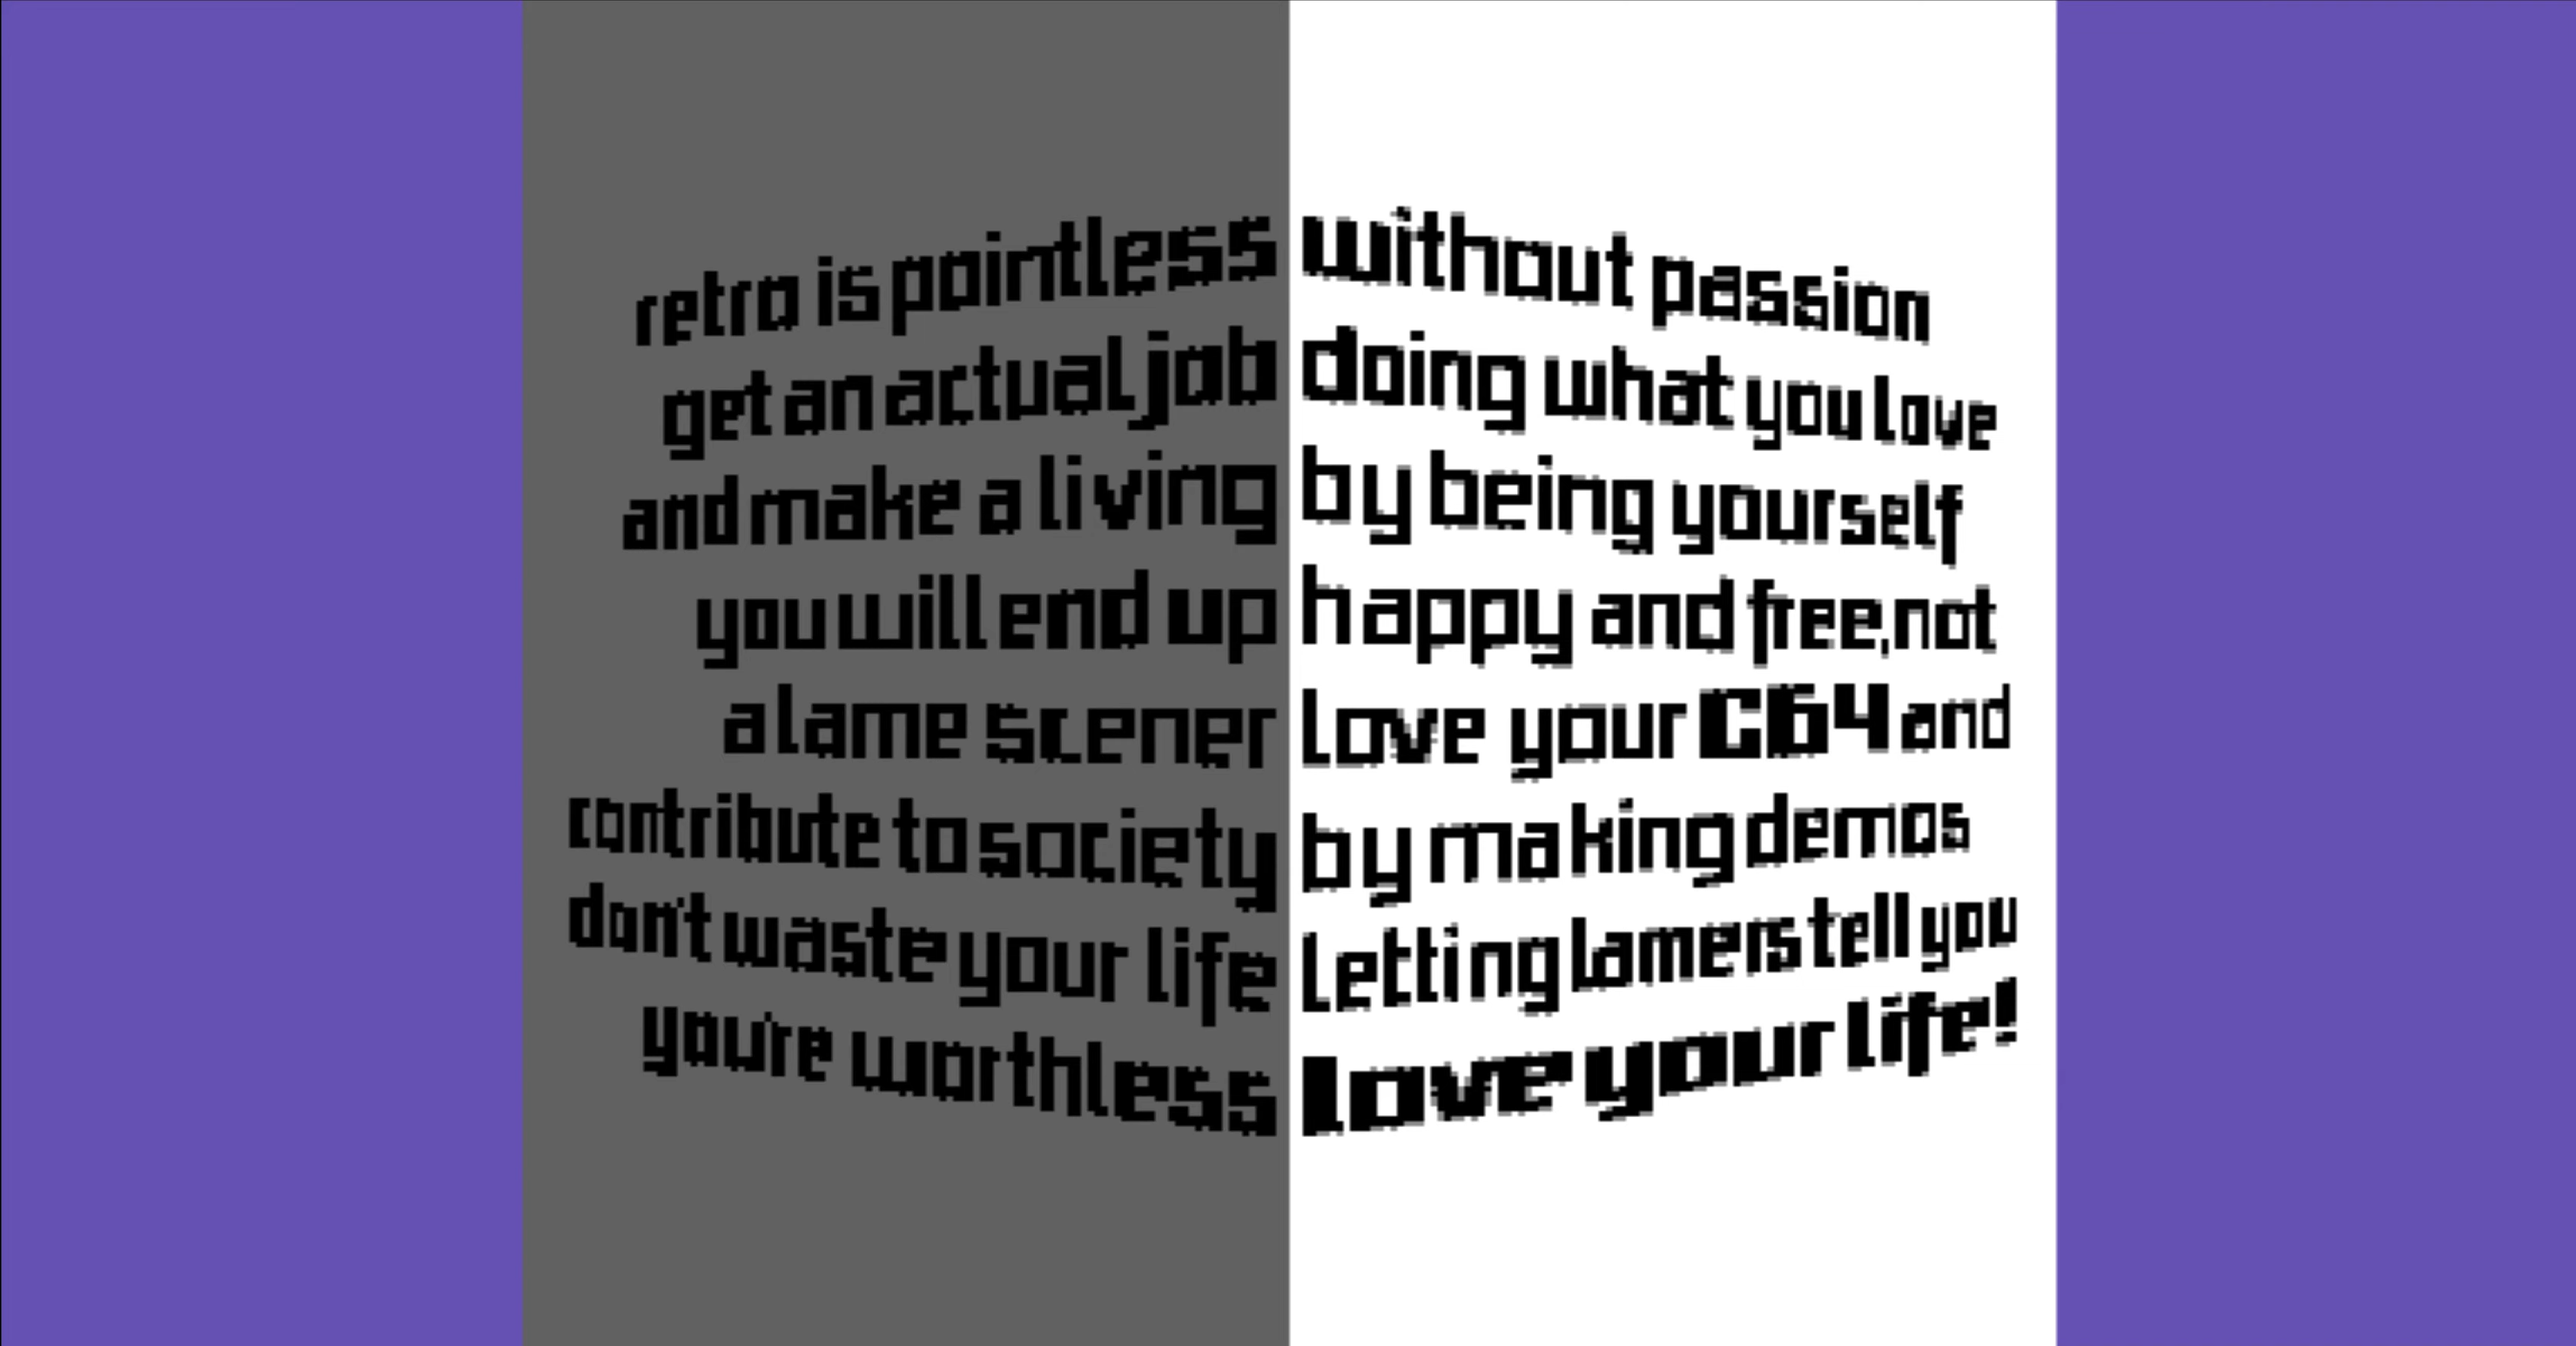 retro is pointless without passion
get an actual job doing what you love
and make a living by being yourself
you will end up happy and free, not
a lame scener love your C64 and
contribute to society by making demos
don't waste your life letting lamers tell you
you're worthless love your life!